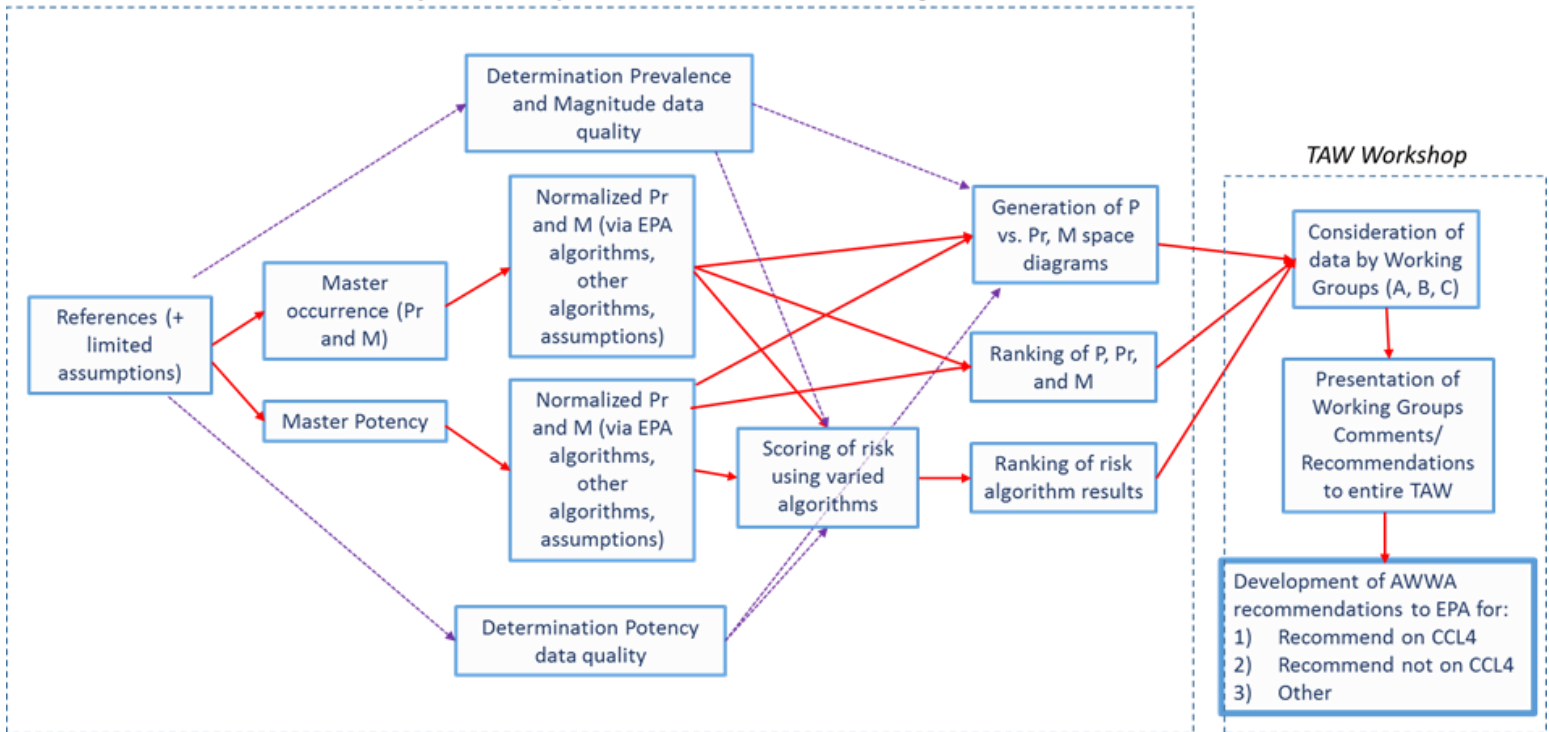 Determination Prevalence
and Magnitude data
quality
TAW Workshop
Normalized Pr
and M (via EPA
algorithms,
other
algorithms,
assumptions)
Generation of P
vs. Pr, M space
diagrams
Consideration of
data by Working
Groups (A, B, C)
Master
occurrence (Pr
and M)
References (+
limited
assumptions)
Ranking of P, Pr,
and M
Master Potency
Normalized Pr
and M (via EPA
algorithms,
other
algorithms,
assumptions)
Presentation of
Working Groups
Comments/
Recommendations
to entire TAW
Scoring of risk
using varied
algorithms
Ranking of risk
algorithm results
Development of AWWA
recommendations to EPA for:
1) Recommend on CCL4
2) Recommend not on CCL4
3) Other
Determination Potency
data quality